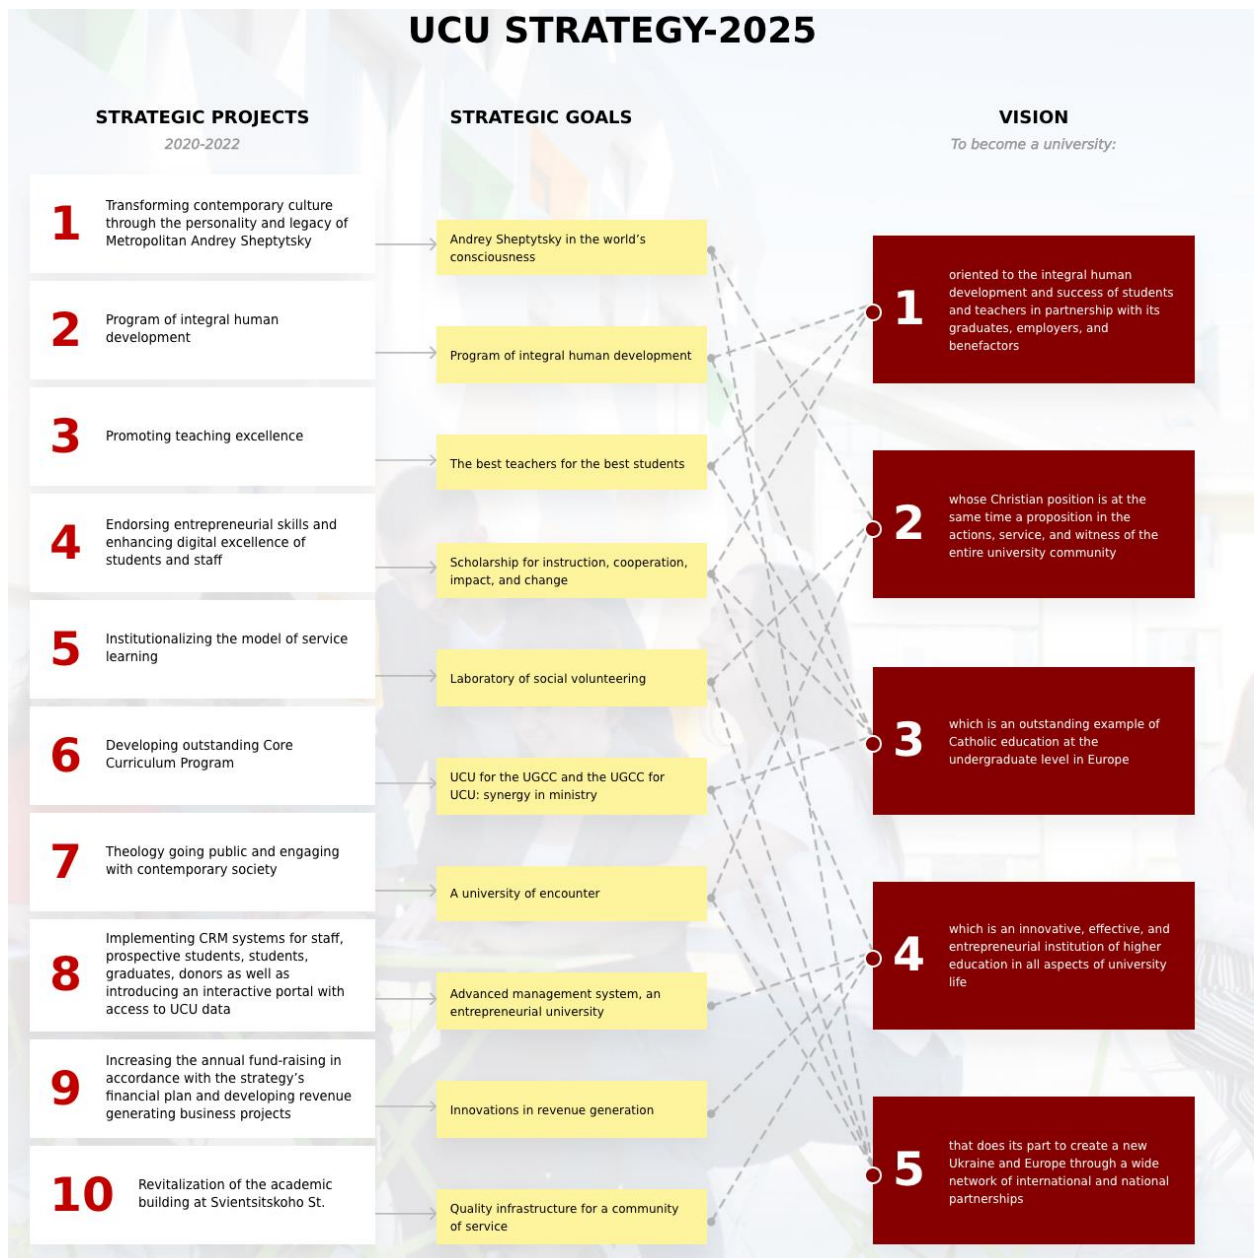 UCU STRATEGY-2025
STRATEGIC PROJECTS
2020-2022
1
Transforming contemporary culture
through the personality and legacy of
Metropolitan Andrey Sheptytsky
2
Program of integral human
development
3
Promoting teaching excellence
4
Endorsing entrepreneurial skills and
enhancing digital excellence of
students and staff
5
Institutionalizing the model of service
learning
6
Developing outstanding Core
Curriculum Program
7
Theology going public and engaging
with contemporary society
8
Implementing CRM systems for staff,
prospective students, students,
graduates, donors as well as
introducing an interactive portal with
access to UCU data
9
Increasing the annual fund-raising in
accordance with the strategy’s
financial plan and developing revenue
generating business projects
10
Revitalization of the academic
building at Svientsitskoho St.
STRATEGIC GOALS
Andrey Sheptytsky in the world’s
consciousness
Program of integral human development
The best teachers for the best students
Scholarship for instruction, cooperation,
impact, and change
Laboratory of social volunteering
UCU for the UGCC and the UGCC for
UCU: synergy in ministry
A university of encounter
Advanced management system, an
entrepreneurial university
Innovations in revenue generation
Quality infrastructure for a community
of service
VISION
To become a university:
1
oriented to the integral human
development and success of students
and teachers in partnership with its
graduates, employers, and
benefactors
2
whose Christian position is at the
same time a proposition in the
actions, service, and witness of the
entire university community
3
which is an outstanding example of
Catholic education at the
undergraduate level in Europe
4
which is an innovative, effective, and
entrepreneurial institution of higher
education in all aspects of university
life
5
that does its part to create a new
Ukraine and Europe through a wide
network of international and national
partnerships